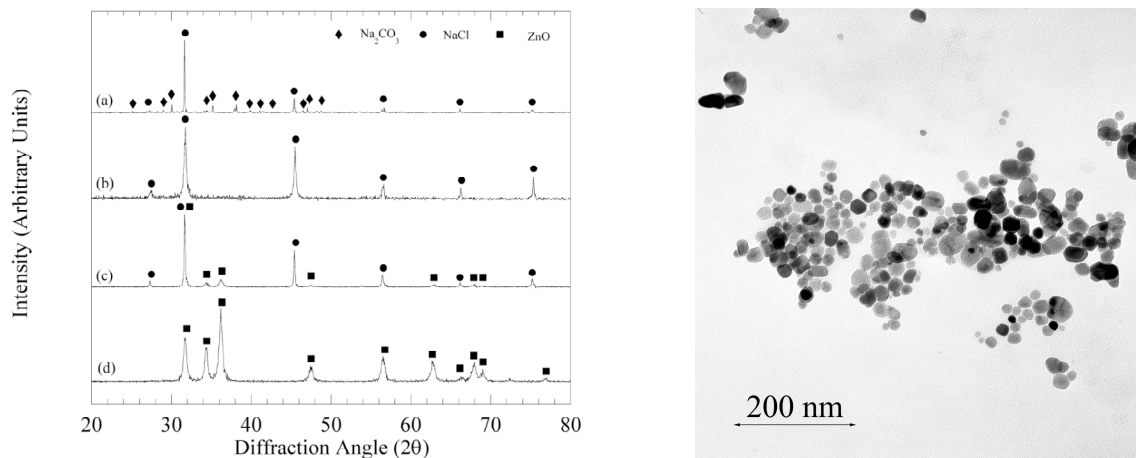 Na2CO3 NaCl ZnO
(a)
(b)
(c)
(d)
Intensity (Arbitrary Units)
20 30 40 50 60 70 80
Diffraction Angle (2θ)
200 nm